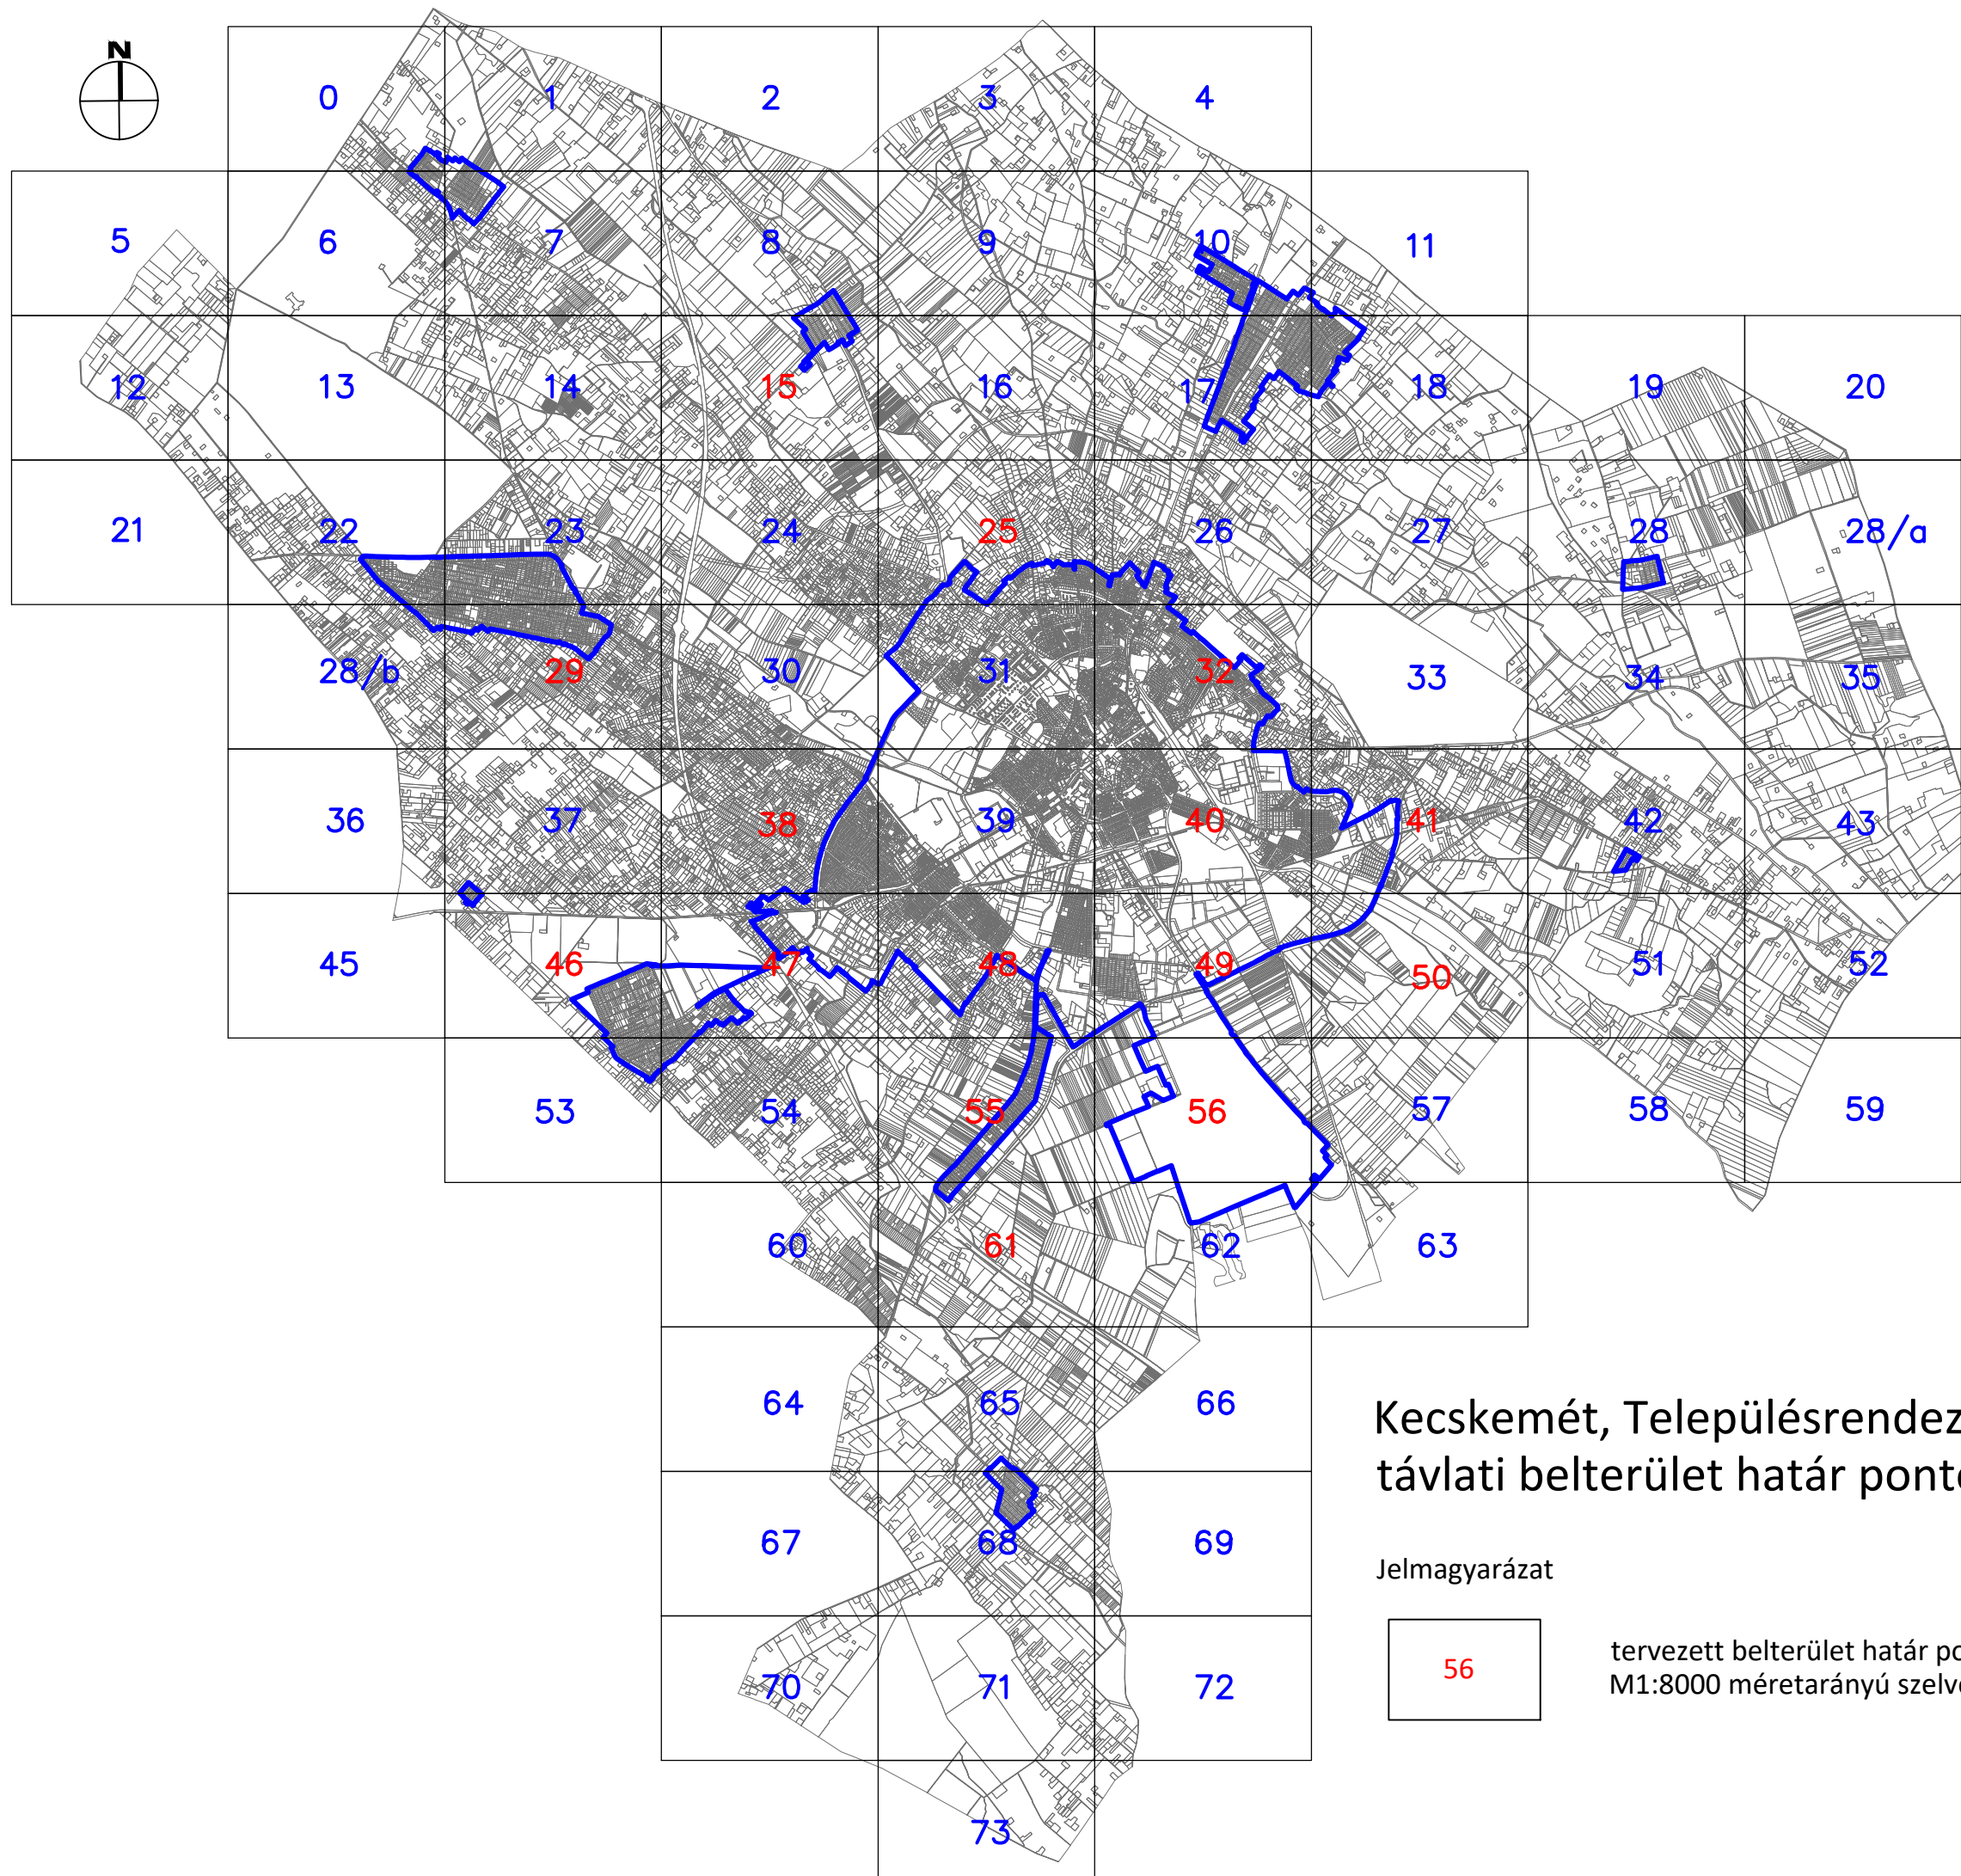 N
0 1 2 3 4
5 6 7 8 9 10 11
12 13 14 15 16 17 18 19 20
21 22 23 24 25 26 27 28 28/a
28/b 29 30 31 32 33 34 35
36 37 38 39 40 41 42 43
45 46 47 48 49 50 51 52
53 54 55 56 57 58 59
60 61 62 63
64 65 66
Kecskemét, Településrendez
távlati belterület határ
67 68 69
Jelmagyarázat
56
tervezett belterület határ
M1:8000 méretarányú
70 71 72
73